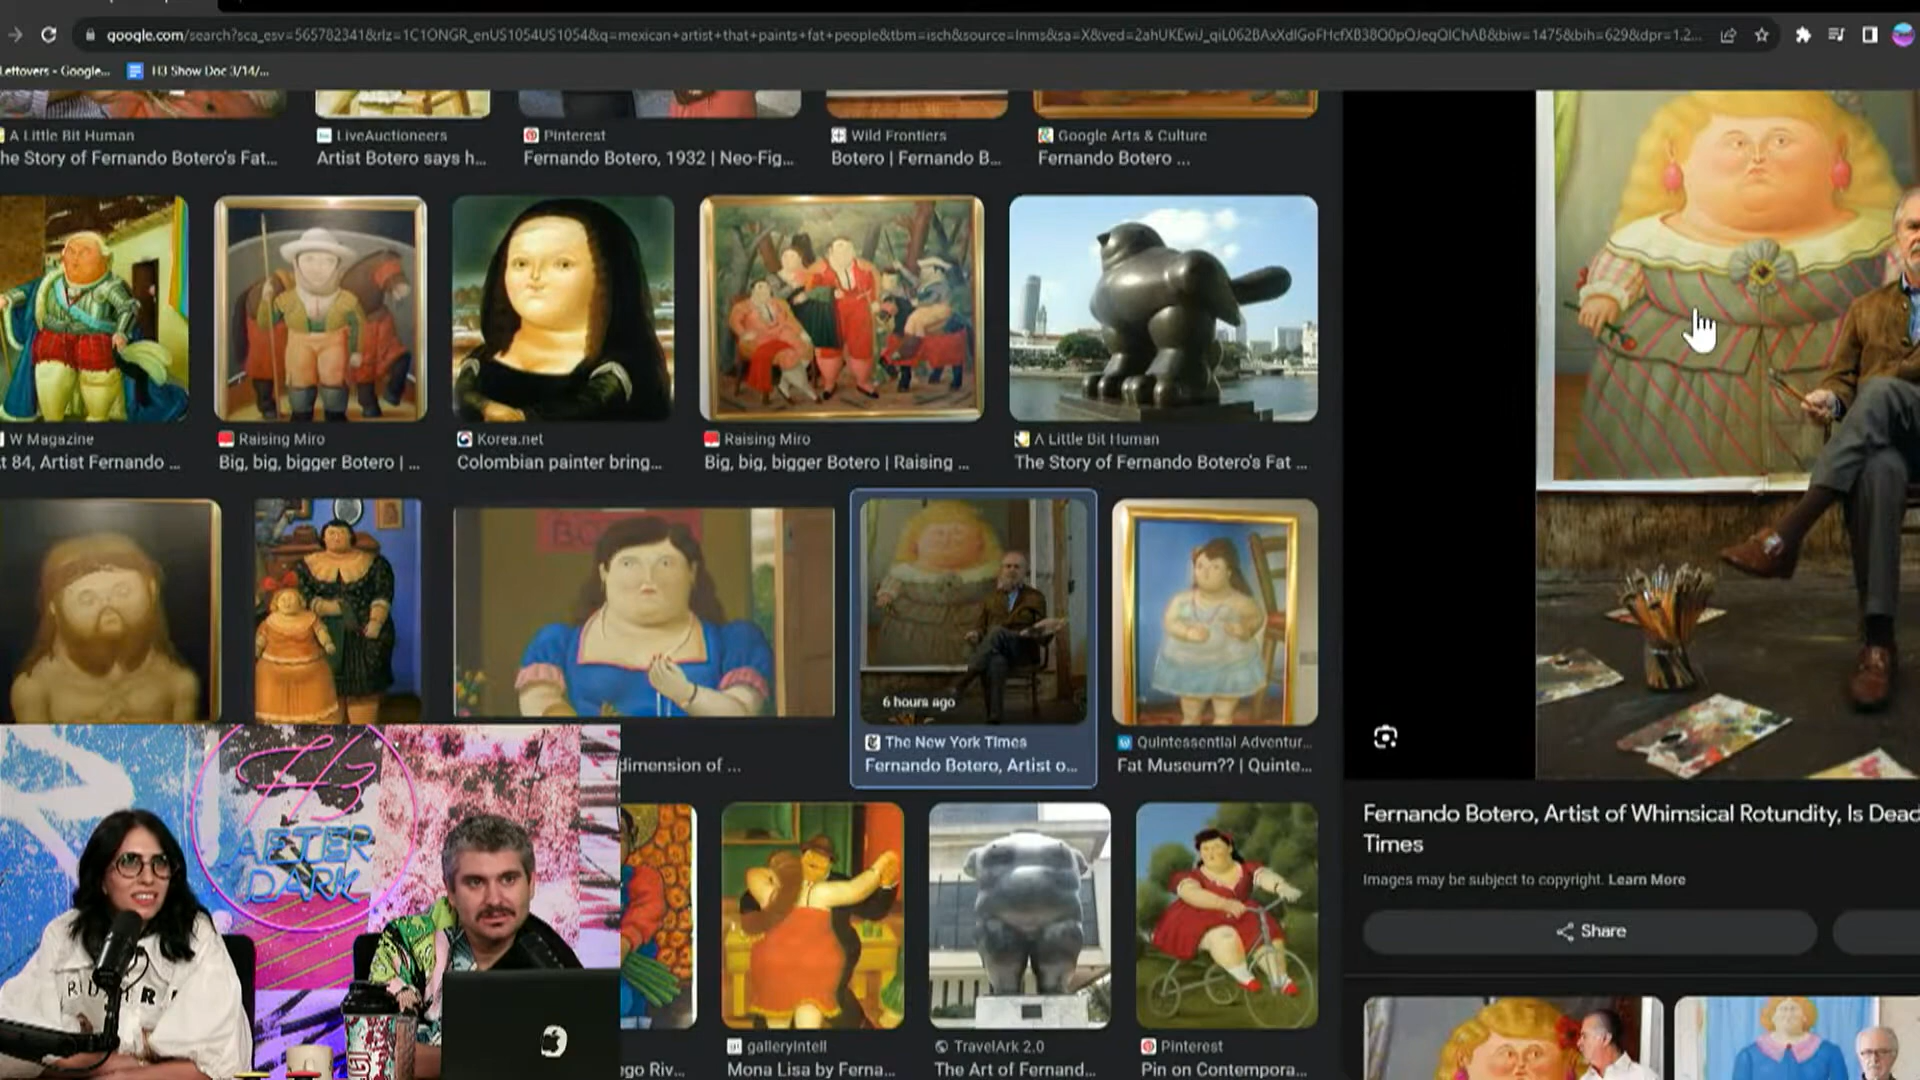 google.com/search?sca_esv=565782341&rlz=1C1ONGR_enUS1054US1054&q=mexican+artist+that+paints+fat+people&tbm=isch&source=lnms&sa=X&ved=2ahUKEwiJ_qiL062BAxXdIGoFHcfXB38Q0pQJegQIChAB&biw=1475&bih=629&dpr=1.2...
Leftovers - Google...
H3 Show Doc 3/14/...
A Little Bit Human
he Story of Fernando Botero's Fat...
LiveAuctioneers
Artist Botero says h...
Pinterest
Fernando Botero, 1932 | Neo-Fig...
Wild Frontiers
Botero | Fernando B...
Google Arts & Culture
Fernando Botero ...
W Magazine
t 84, Artist Fernando ...
Raising Miro
Big, big, bigger Botero | ...
Korea.net
Colombian painter bring...
Raising Miro
Big, big, bigger Botero | Raising ...
A Little Bit Human
The Story of Fernando Botero's Fat ...
6 hours ago
dimension of ...
The New York Times
Fernando Botero, Artist o...
Quintessential Adventur...
Fat Museum?? | Quinte...
Fernando Botero, Artist of Whimsical Rotundity, Is Dead
Times
Images may be subject to copyright. Learn More
Share
H3
AFTER
DARK
go Riv...
galleryIntell
Mona Lisa by Ferna...
TravelArk 2.0
The Art of Fernand...
Pinterest
Pin on Contempora...